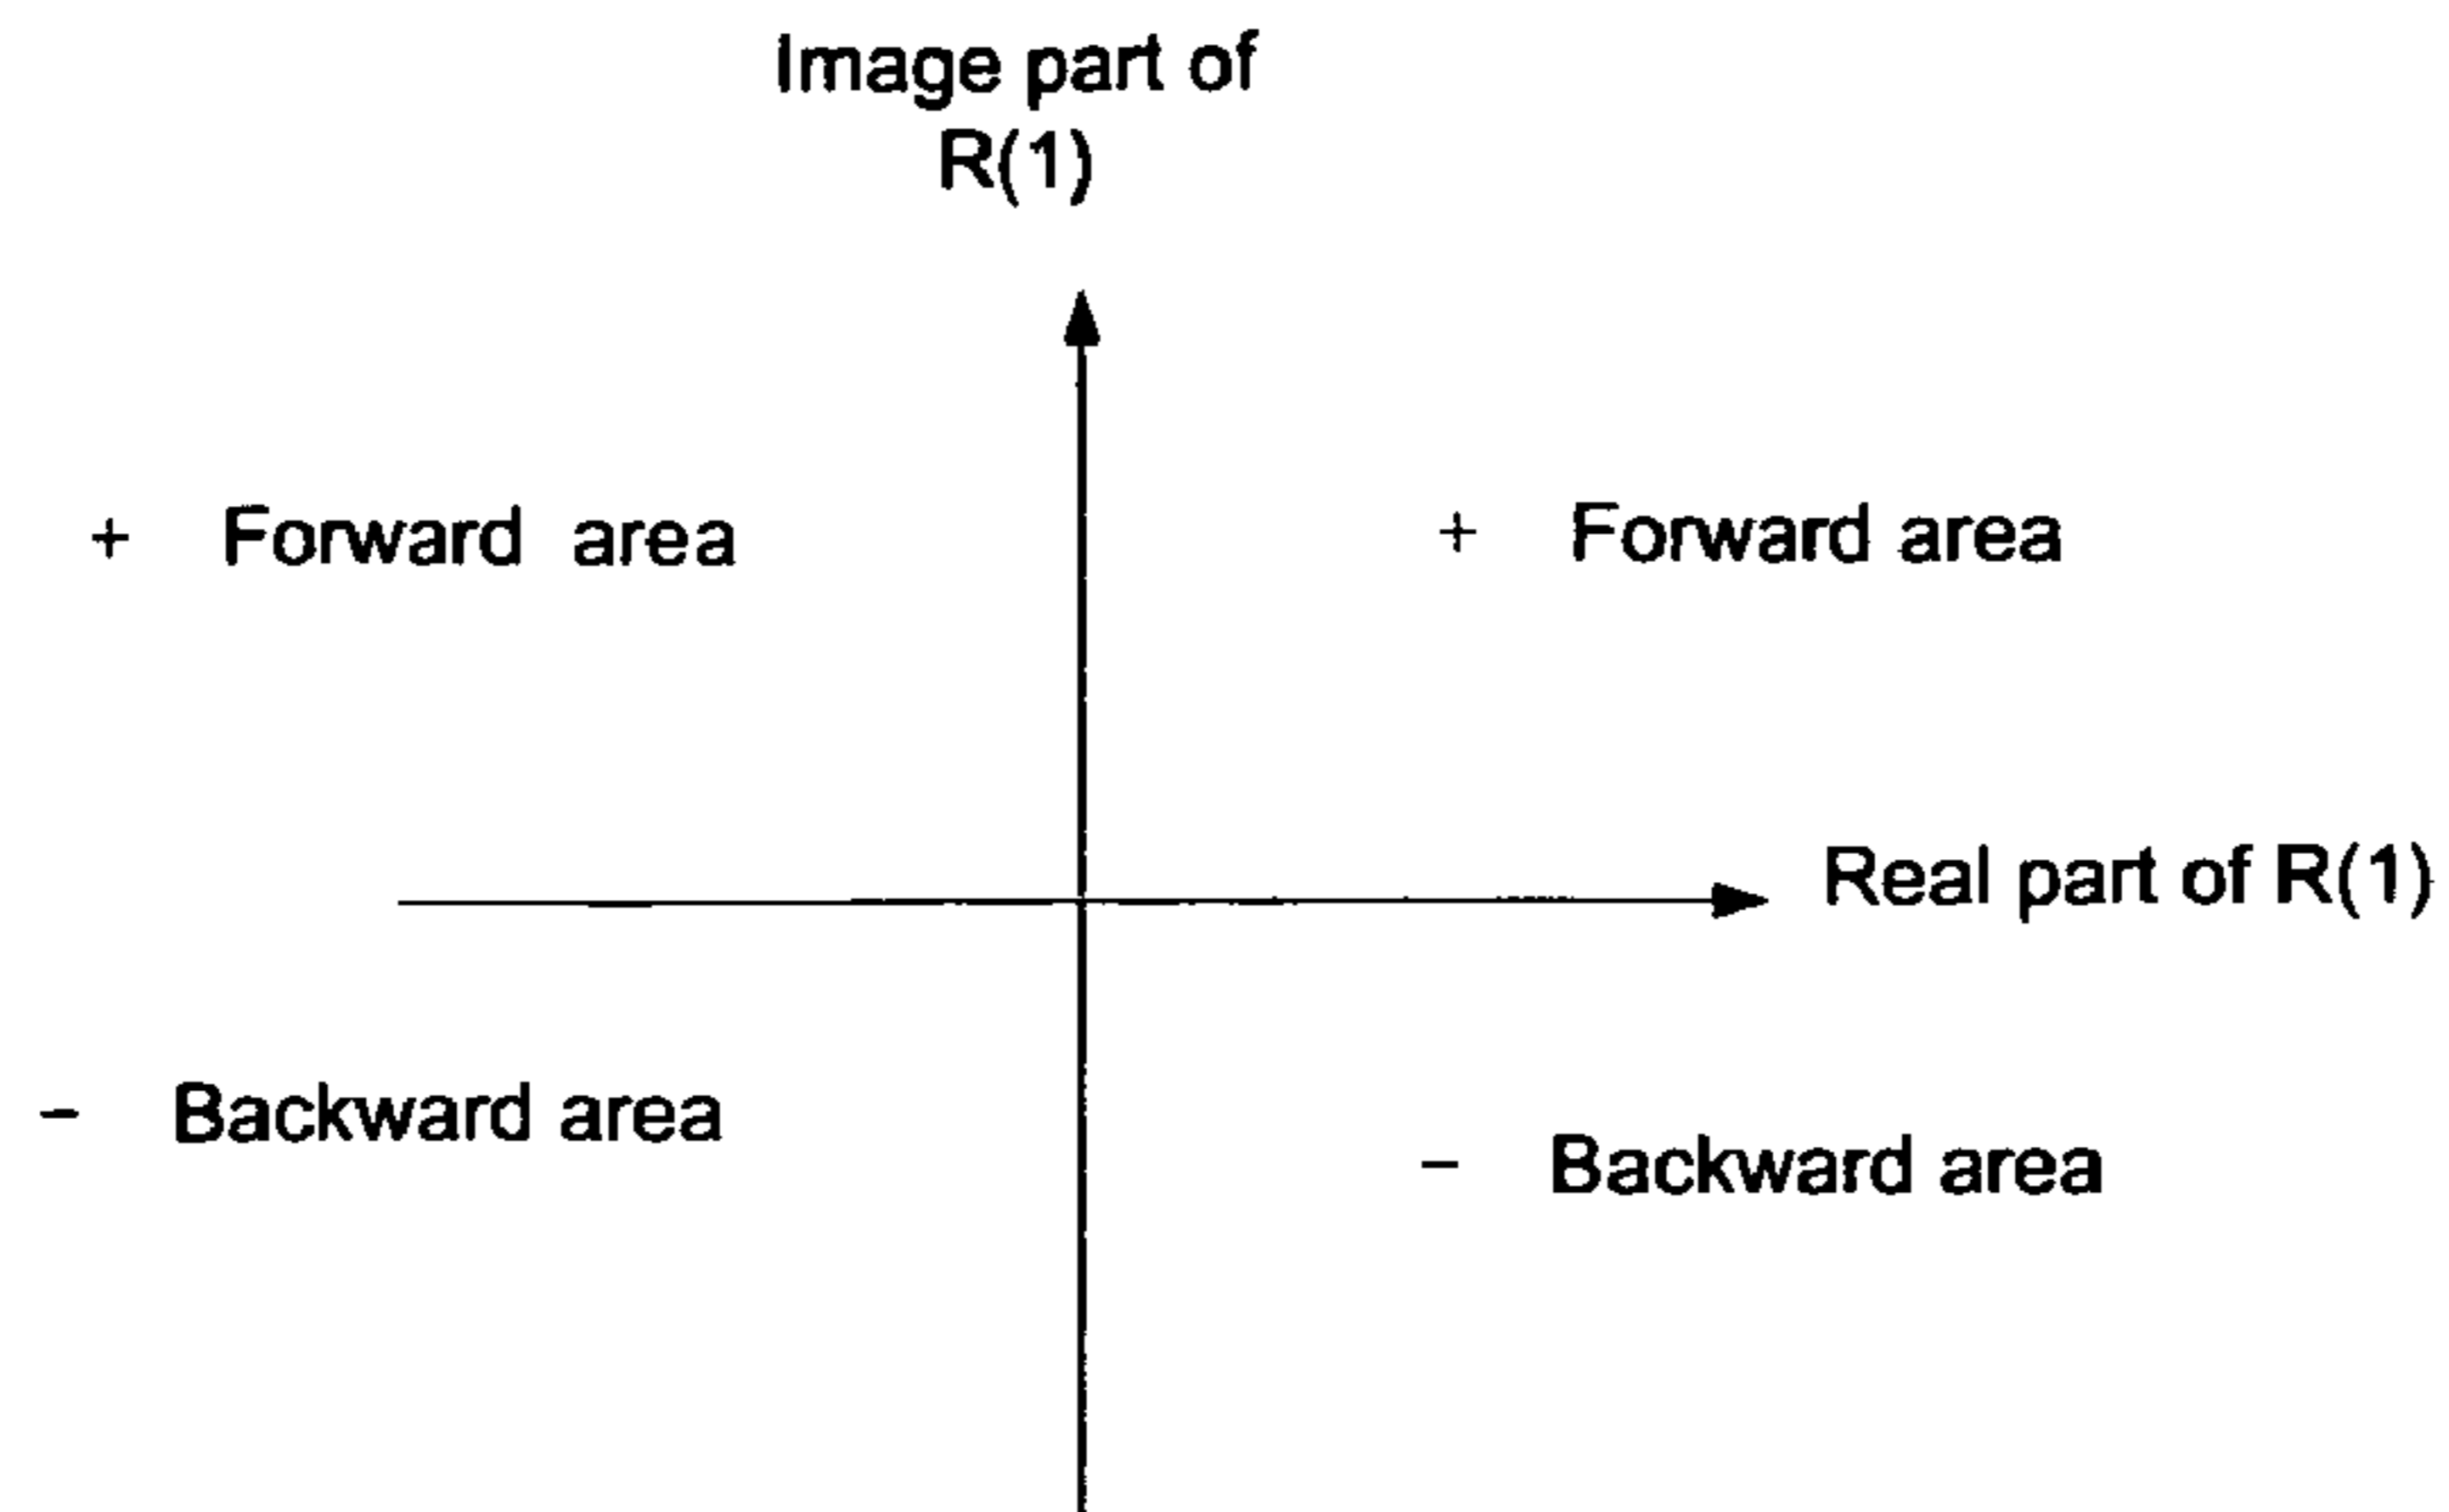 Image part of
R(1)
+ Forward area
+ Forward area
Real part of R(1)
− Backward area
− Backward area